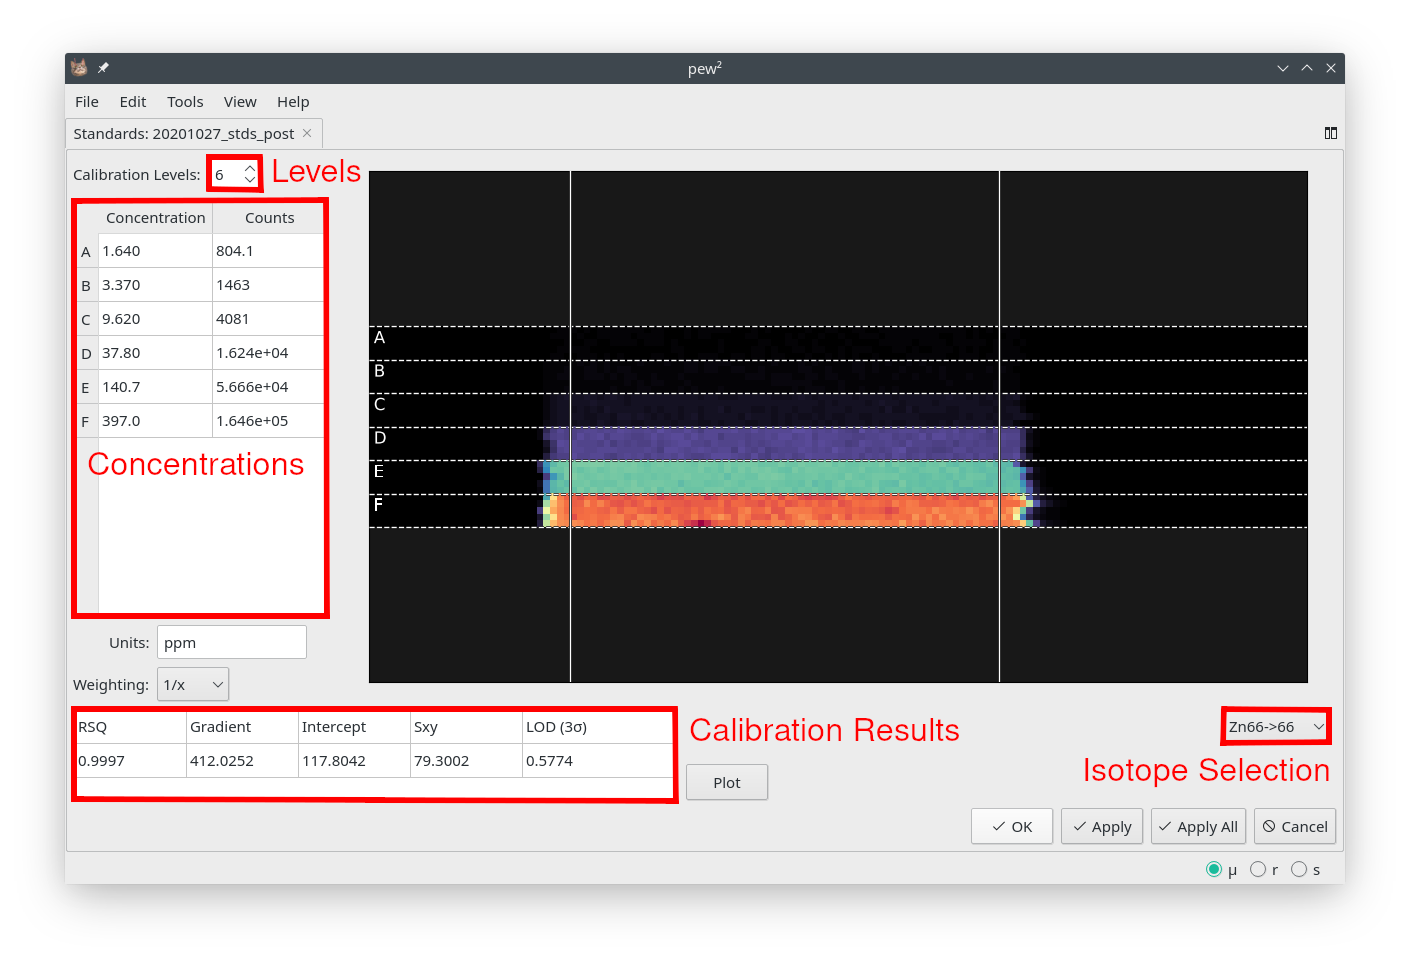 pew²
File Edit Tools View Help
Standards: 20201027_stds_post
Calibration Levels: 6 Levels
Concentration Counts
A 1.640 804.1
B 3.370 1463
C 9.620 4081
D 37.80 1.624e+04
E 140.7 5.666e+04
F 397.0 1.646e+05
Concentrations
A
B
C
D
E
F
Units: ppm
Weighting: 1/x
RSQ Gradient Intercept Sxy LOD (3σ)
0.9997 412.0252 117.8042 79.3002 0.5774
Calibration Results
Plot
Zn66->66
Isotope Selection
OK Apply Apply All Cancel
μ r s